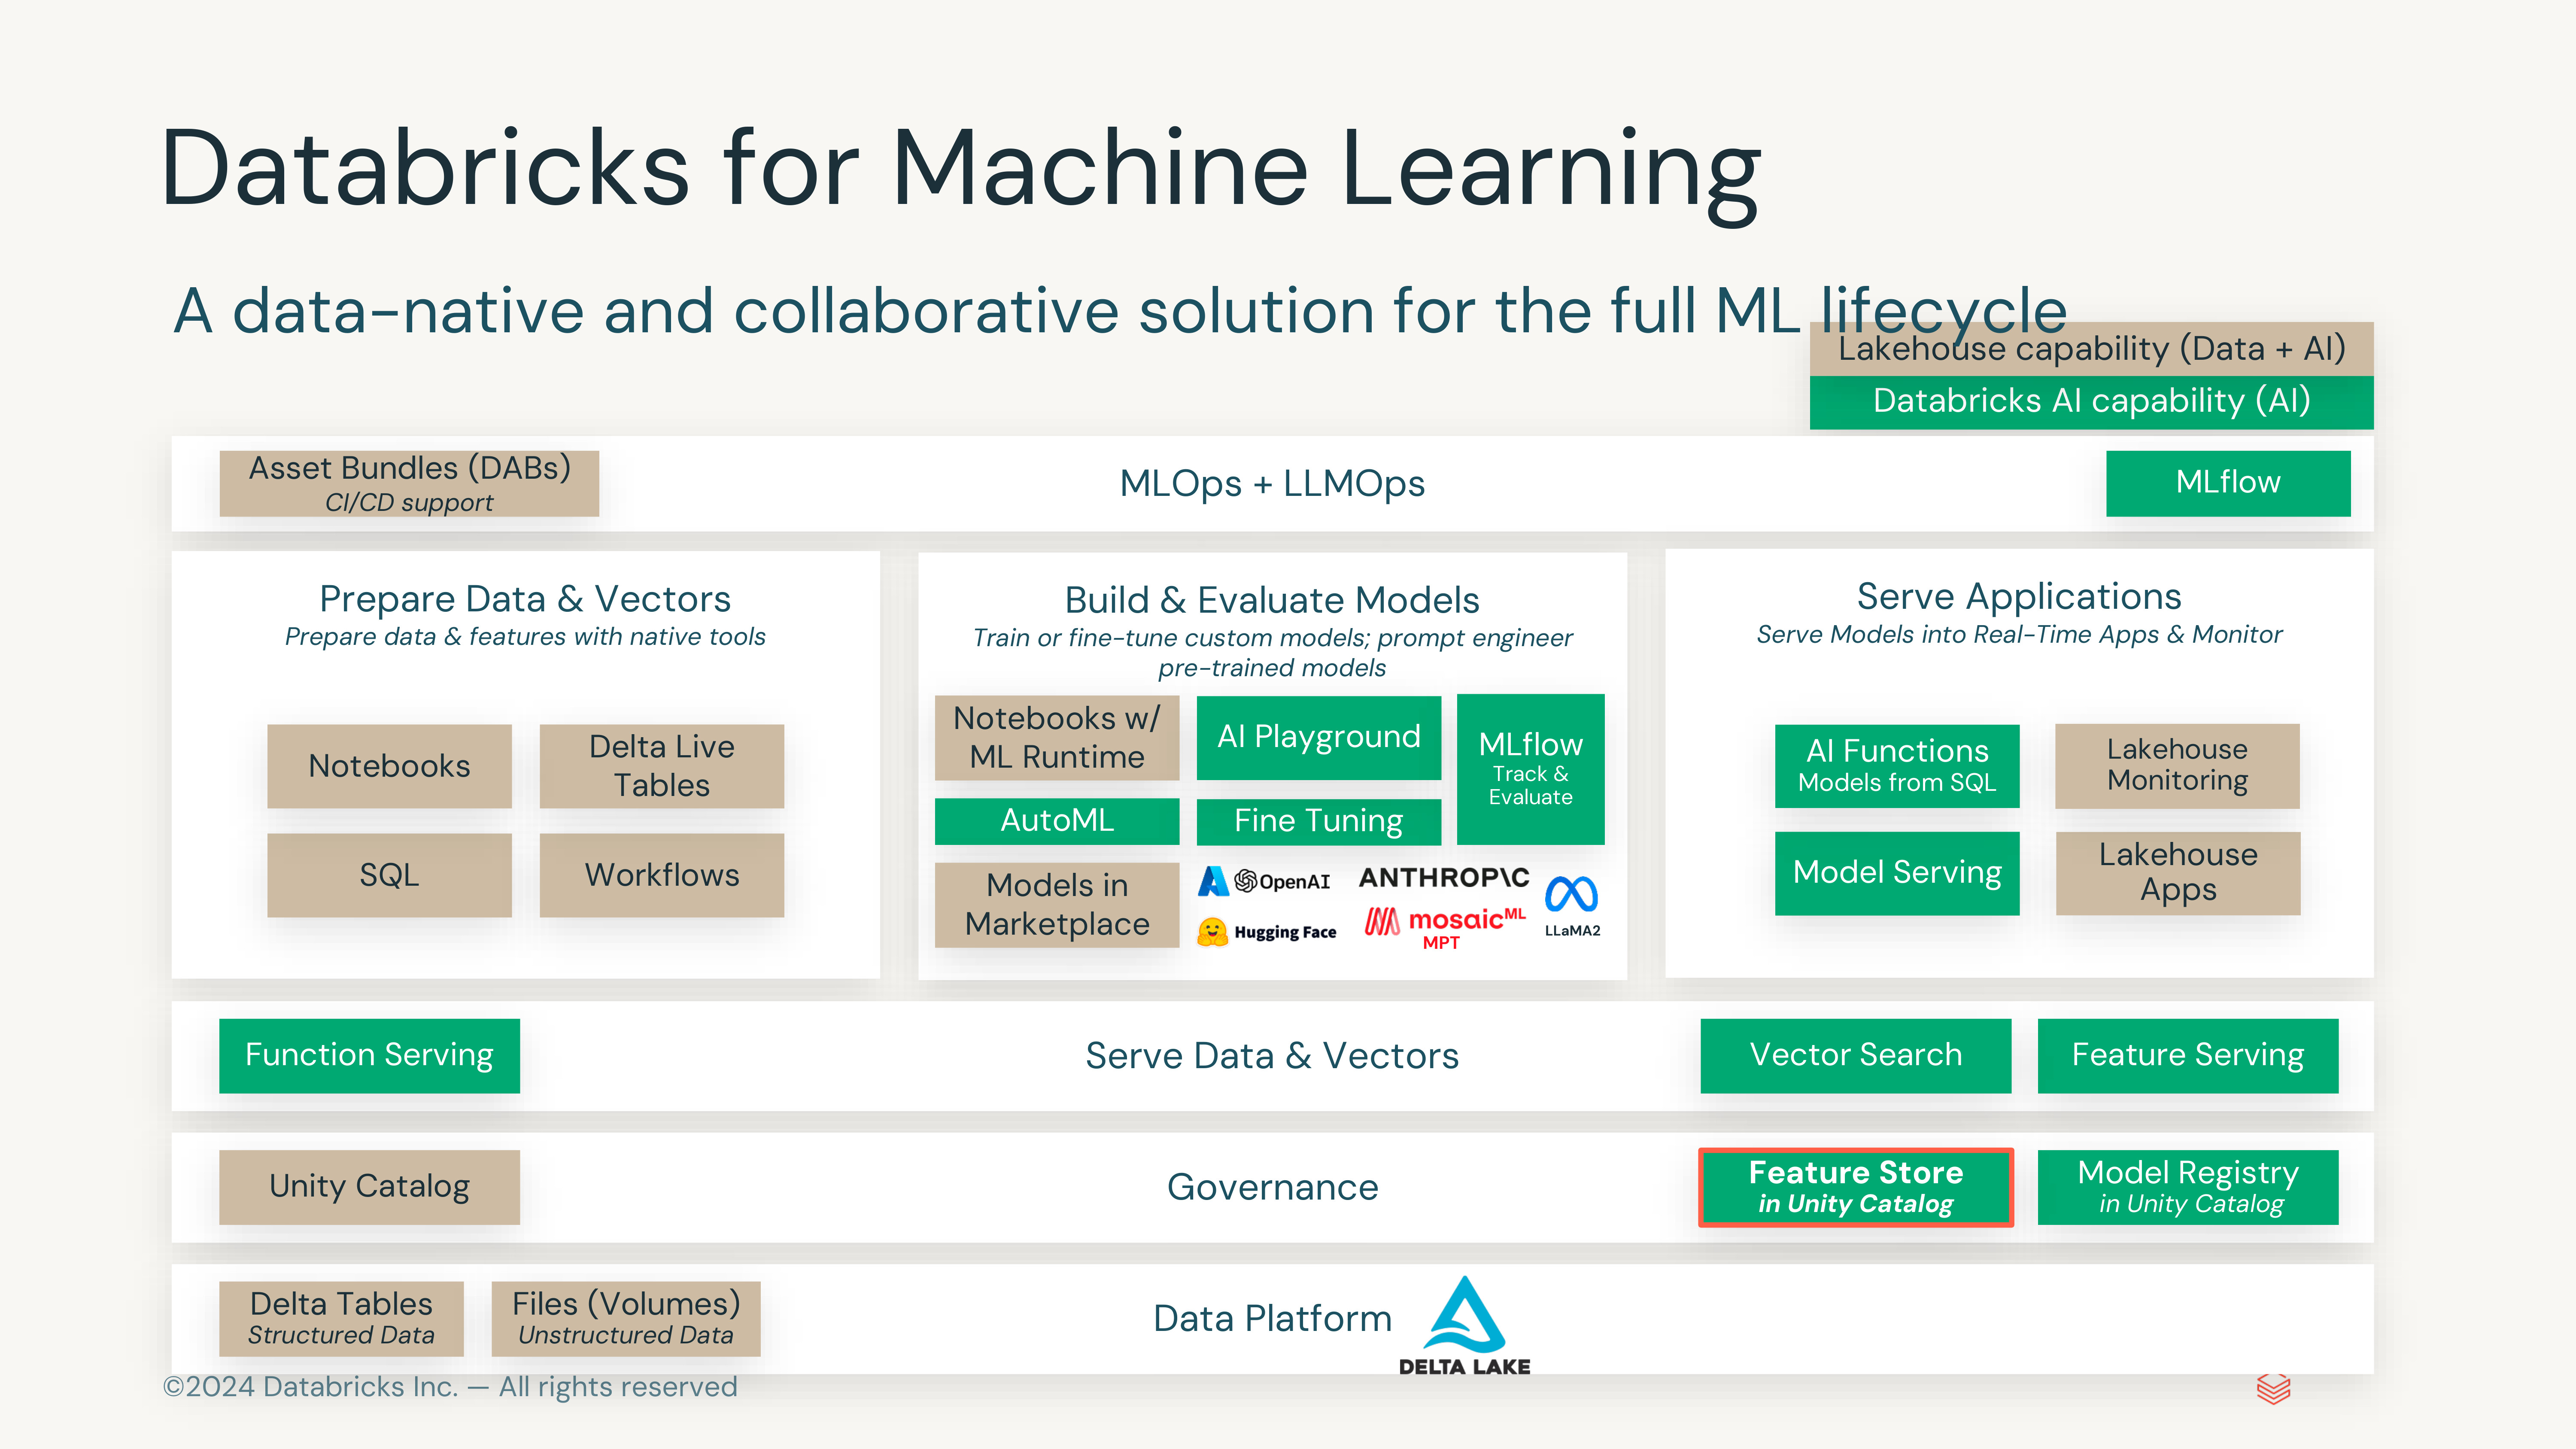 Databricks for Machine Learning
A data-native and collaborative solution for the full ML lifecycle
Lakehouse capability (Data + AI)
Databricks AI capability (AI)
Asset Bundles (DABs)
CI/CD support
MLOps + LLMOps
MLflow
Prepare Data & Vectors
Prepare data & features with native tools
Notebooks
Delta Live
Tables
SQL
Workflows
Build & Evaluate Models
Train or fine-tune custom models; prompt engineer
pre-trained models
Notebooks w/
ML Runtime
AI Playground
MLflow
Track &
Evaluate
AutoML
Fine Tuning
Models in
Marketplace
OpenAI
ANTHROP\C
Hugging Face
mosaicML
MPT
LLaMA2
Serve Applications
Serve Models into Real-Time Apps & Monitor
AI Functions
Models from SQL
Lakehouse
Monitoring
Model Serving
Lakehouse
Apps
Function Serving
Serve Data & Vectors
Vector Search
Feature Serving
Unity Catalog
Governance
Feature Store
in Unity Catalog
Model Registry
in Unity Catalog
Delta Tables
Structured Data
Files (Volumes)
Unstructured Data
Data Platform
DELTA LAKE
©2024 Databricks Inc. — All rights reserved